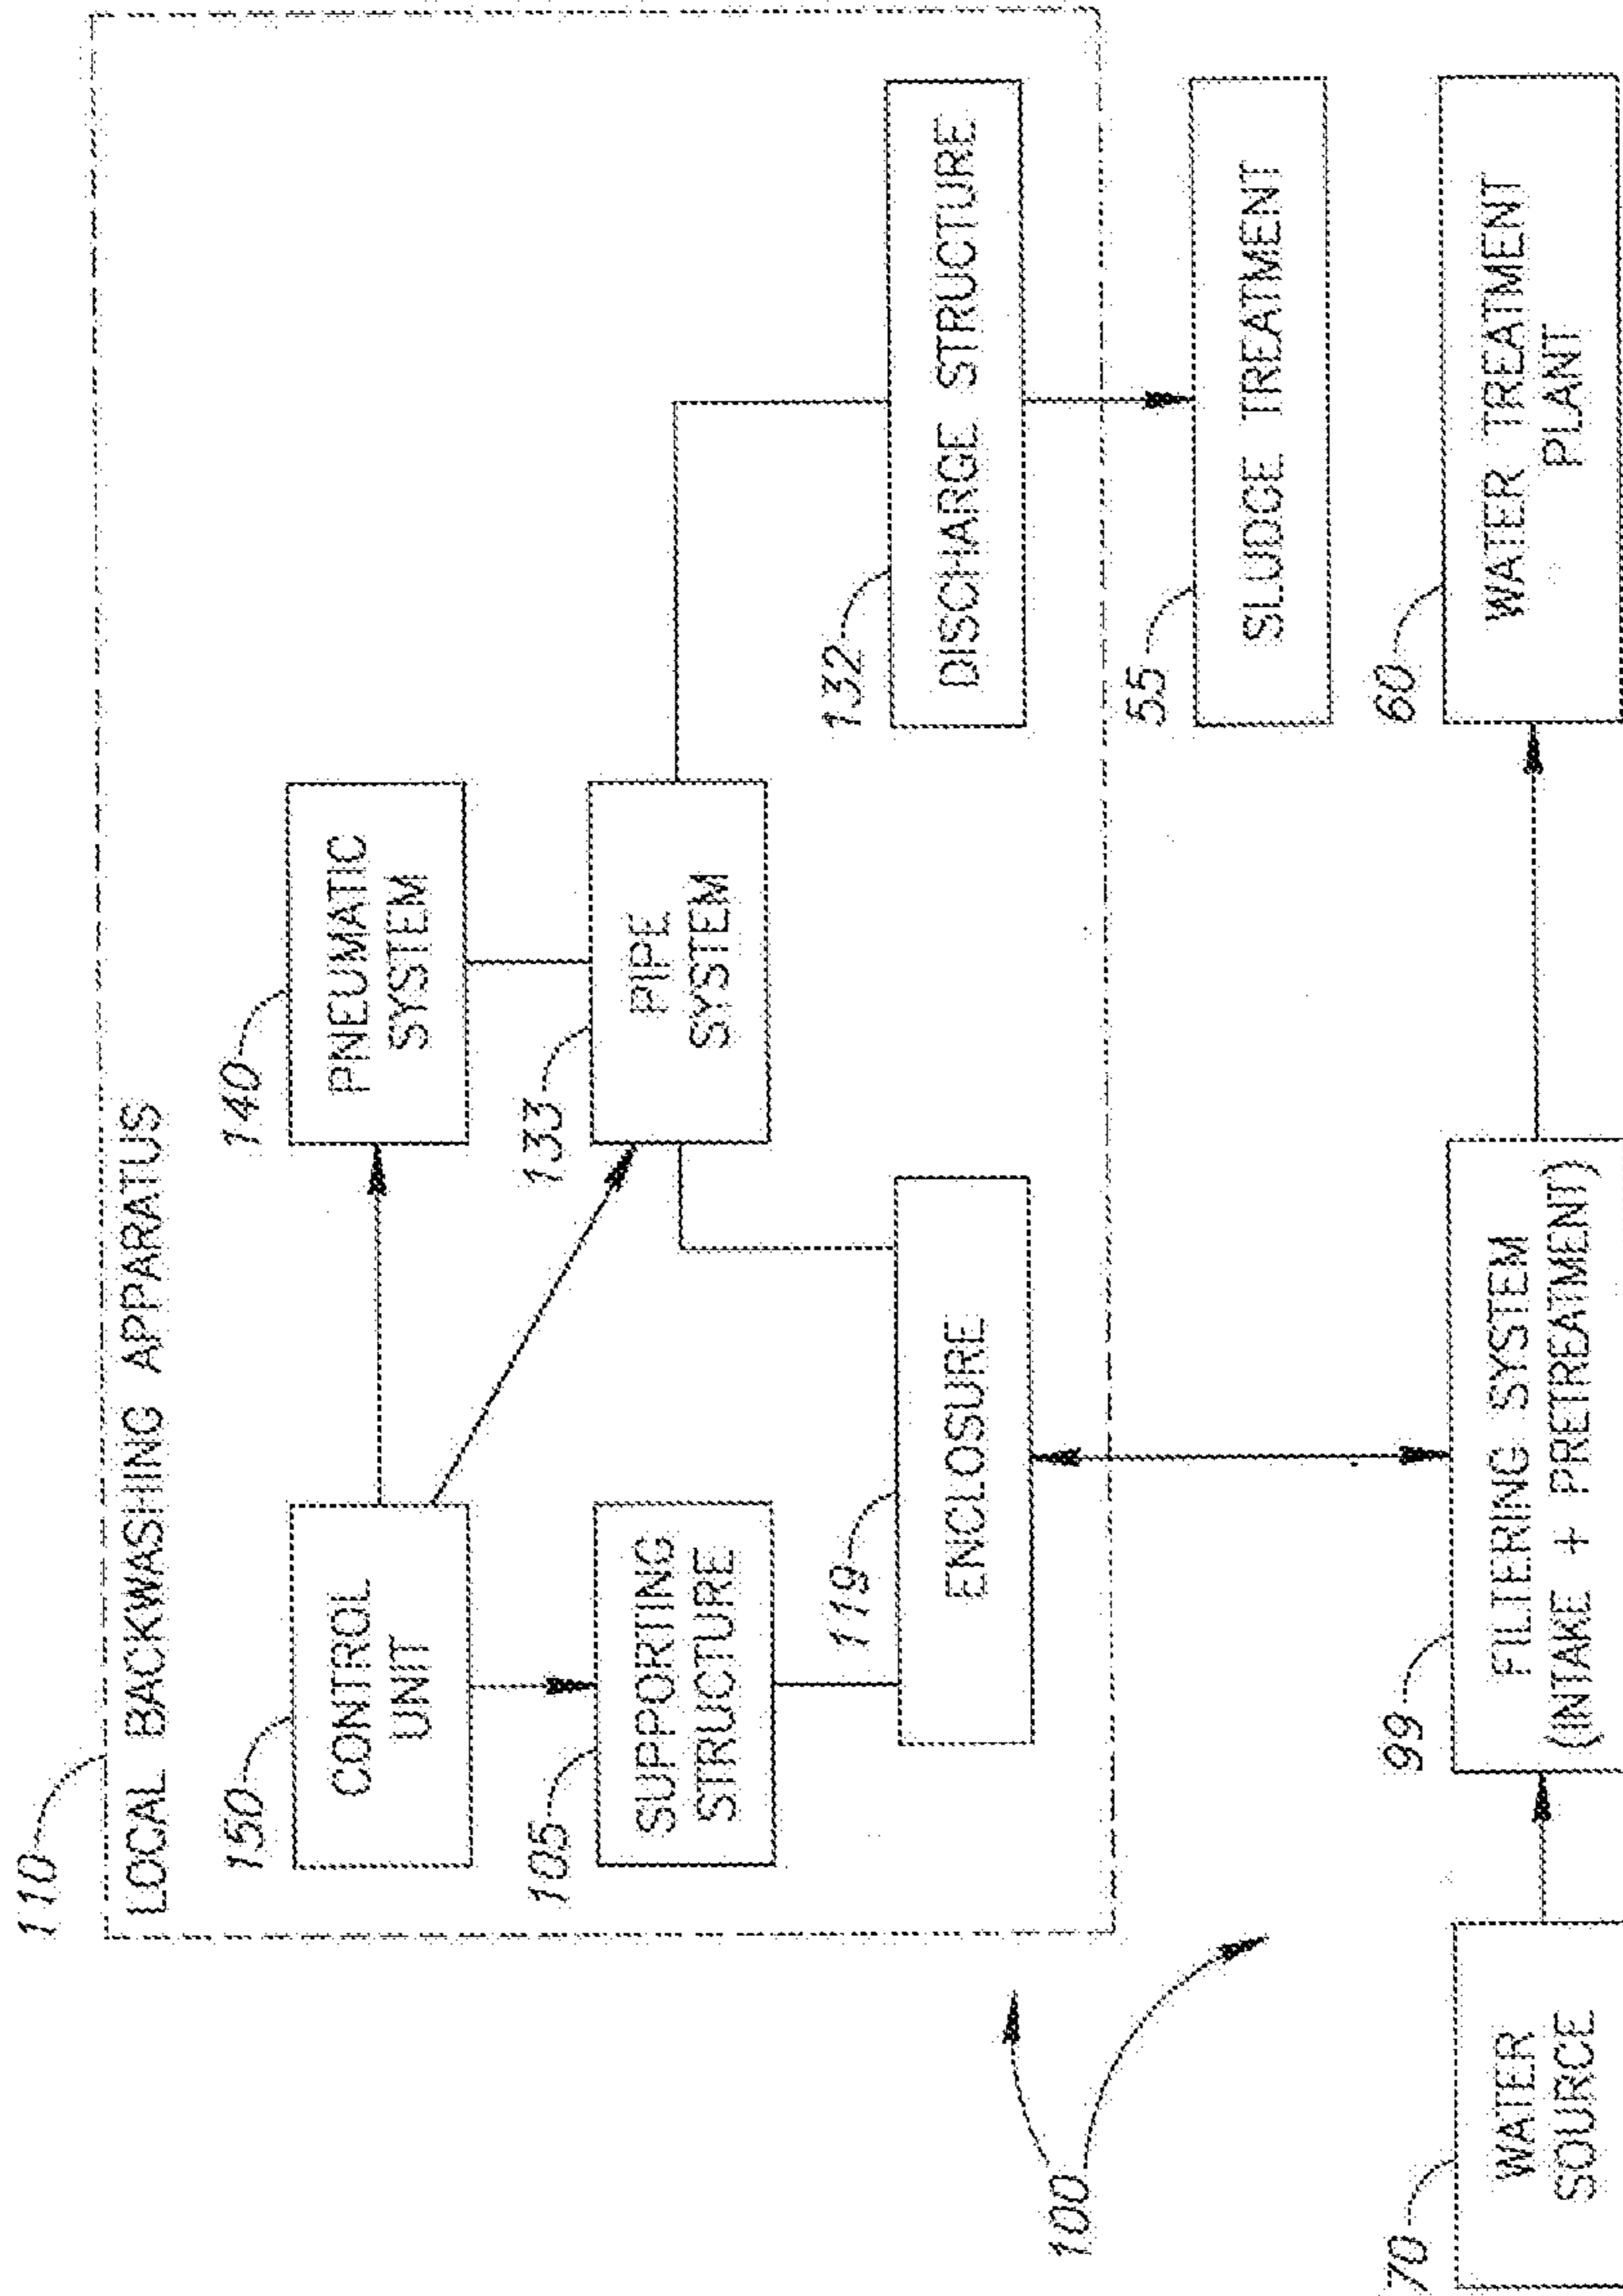 110
LOCAL BACKWASHING APPARATUS
150
CONTROL
UNIT
140
PNEUMATIC
SYSTEM
105
SUPPORTING
STRUCTURE
133
PIPE
SYSTEM
119
ENCLOSURE
132
DISCHARGE STRUCTURE
100
55
SLUDGE TREATMENT
70
WATER
SOURCE
99
FILTERING SYSTEM
(INTAKE + PRETREATMENT)
60
WATER TREATMENT
PLANT